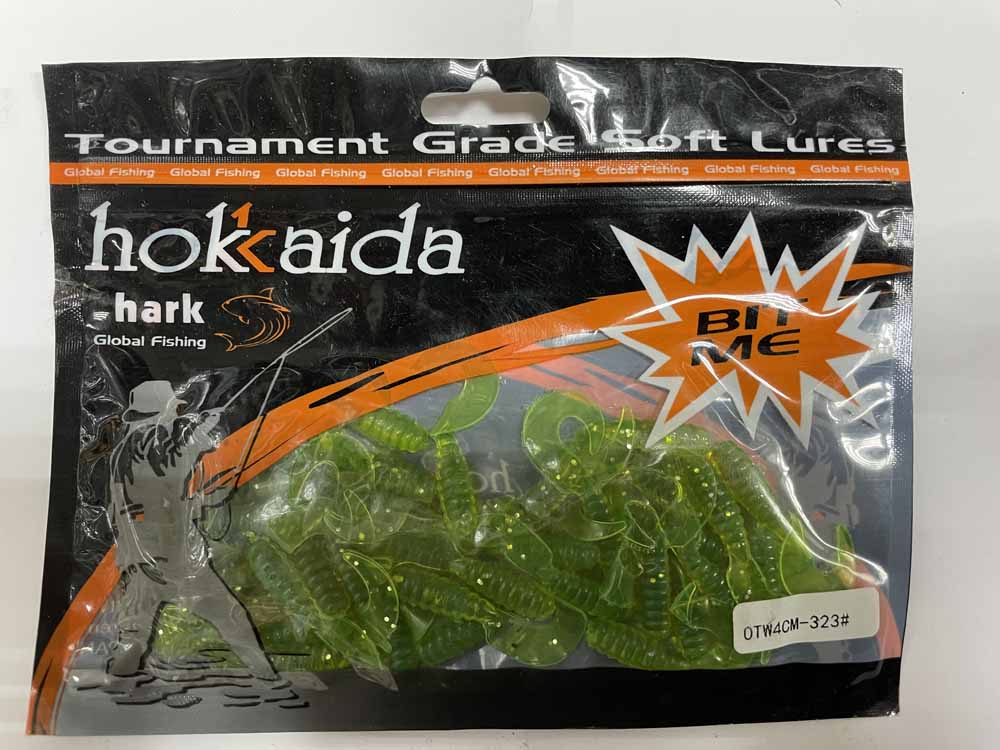 Tournament Grade Soft Lures
Global Fishing Global Fishing Global Fishing Global Fishing Global Fishing Global Fishing Global Fishing Global Fishing
hokkaida
hark
Global Fishing
BIT
ME
ho
OTW4CM-323#